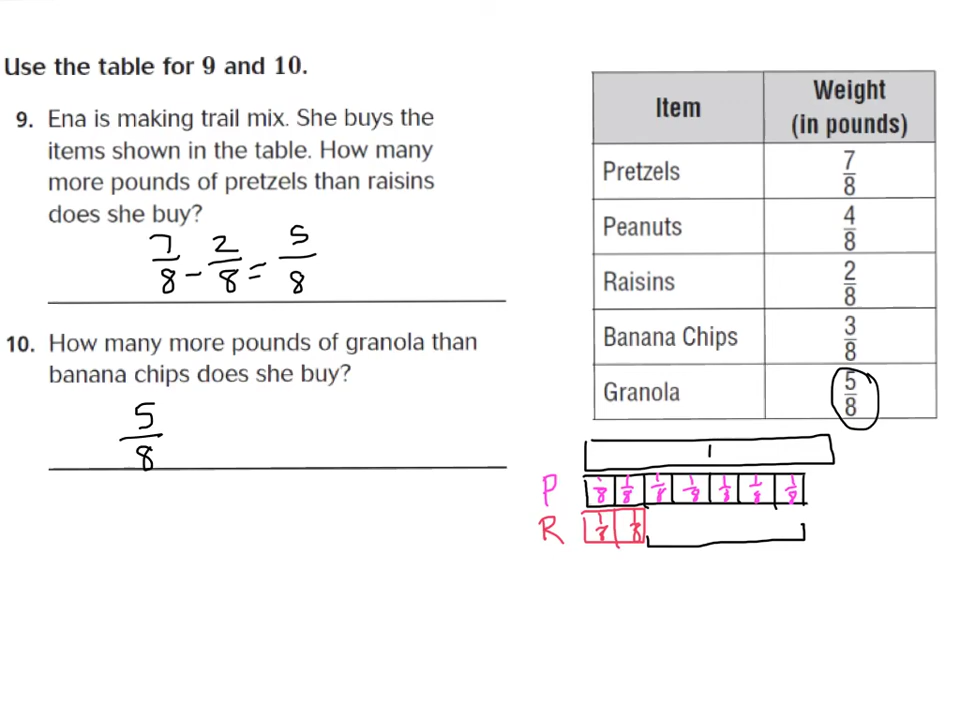 Use the table for 9 and 10.
9. Ena is making trail mix. She buys the
items shown in the table. How many
more pounds of pretzels than raisins
does she buy?
7/8 - 2/8 = 5/8
10. How many more pounds of granola than
banana chips does she buy?
5/8
Item Weight (in pounds)
Pretzels 7/8
Peanuts 4/8
Raisins 2/8
Banana Chips 3/8
Granola 5/8
1
P 1/8 1/8 1/8 1/8 1/8 1/8 1/8
R 1/8 1/8